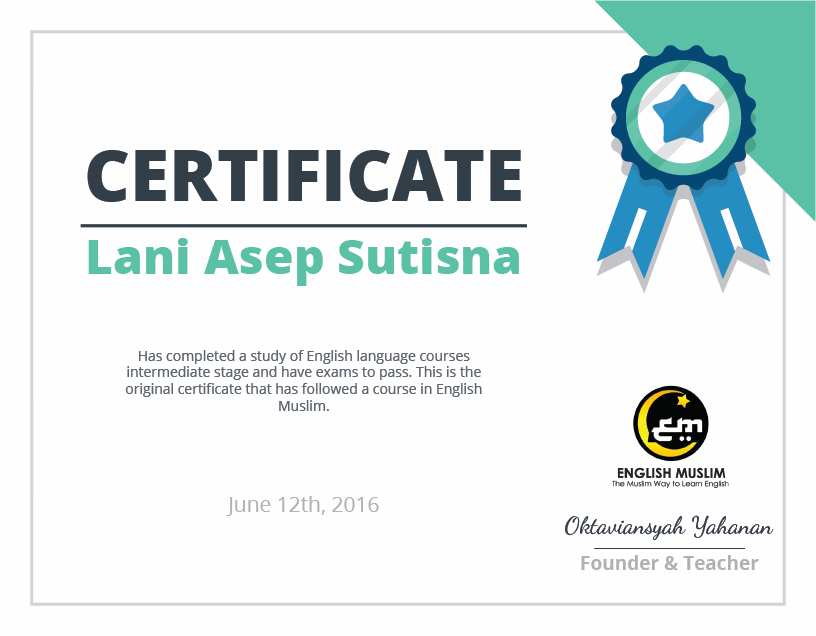 CERTIFICATE
Lani Asep Sutisna
Has completed a study of English language courses
intermediate stage and have exams to pass. This is the
original certificate that has followed a course in English
Muslim.
June 12th, 2016
ENGLISH MUSLIM
The Muslim Way to Learn English
Oktaviansyah Yahanan
Founder & Teacher